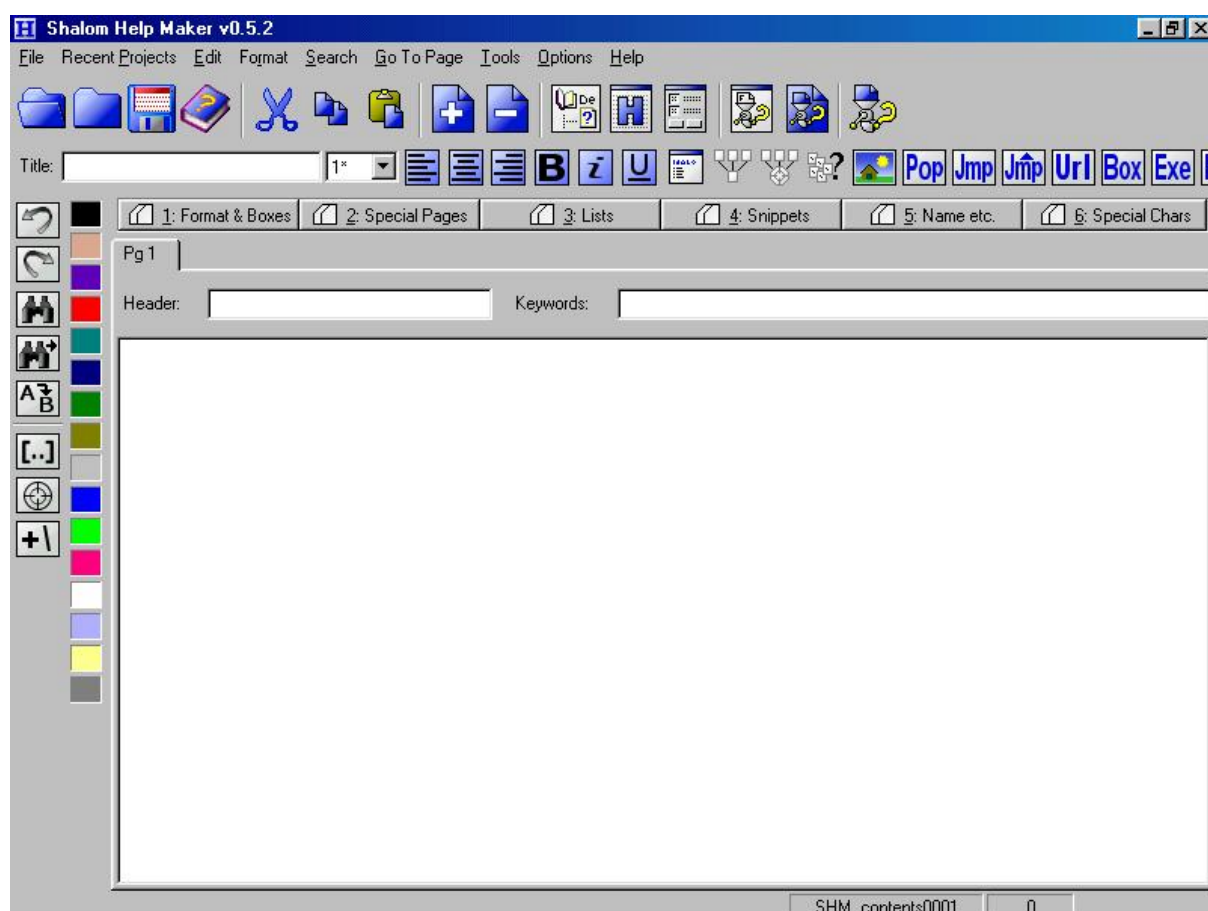 H Shalom Help Maker v0.5.2
File Recent Projects Edit Format Search Go To Page Tools Options Help
De
H
Title: 1* B i U Pop Jmp Jmp Url Box Exe
1: Format & Boxes 2: Special Pages 3: Lists 4: Snippets 5: Name etc. 6: Special Chars
Pg 1
Header: Keywords:
A B
[..]
+\
SHM_contents0001 0